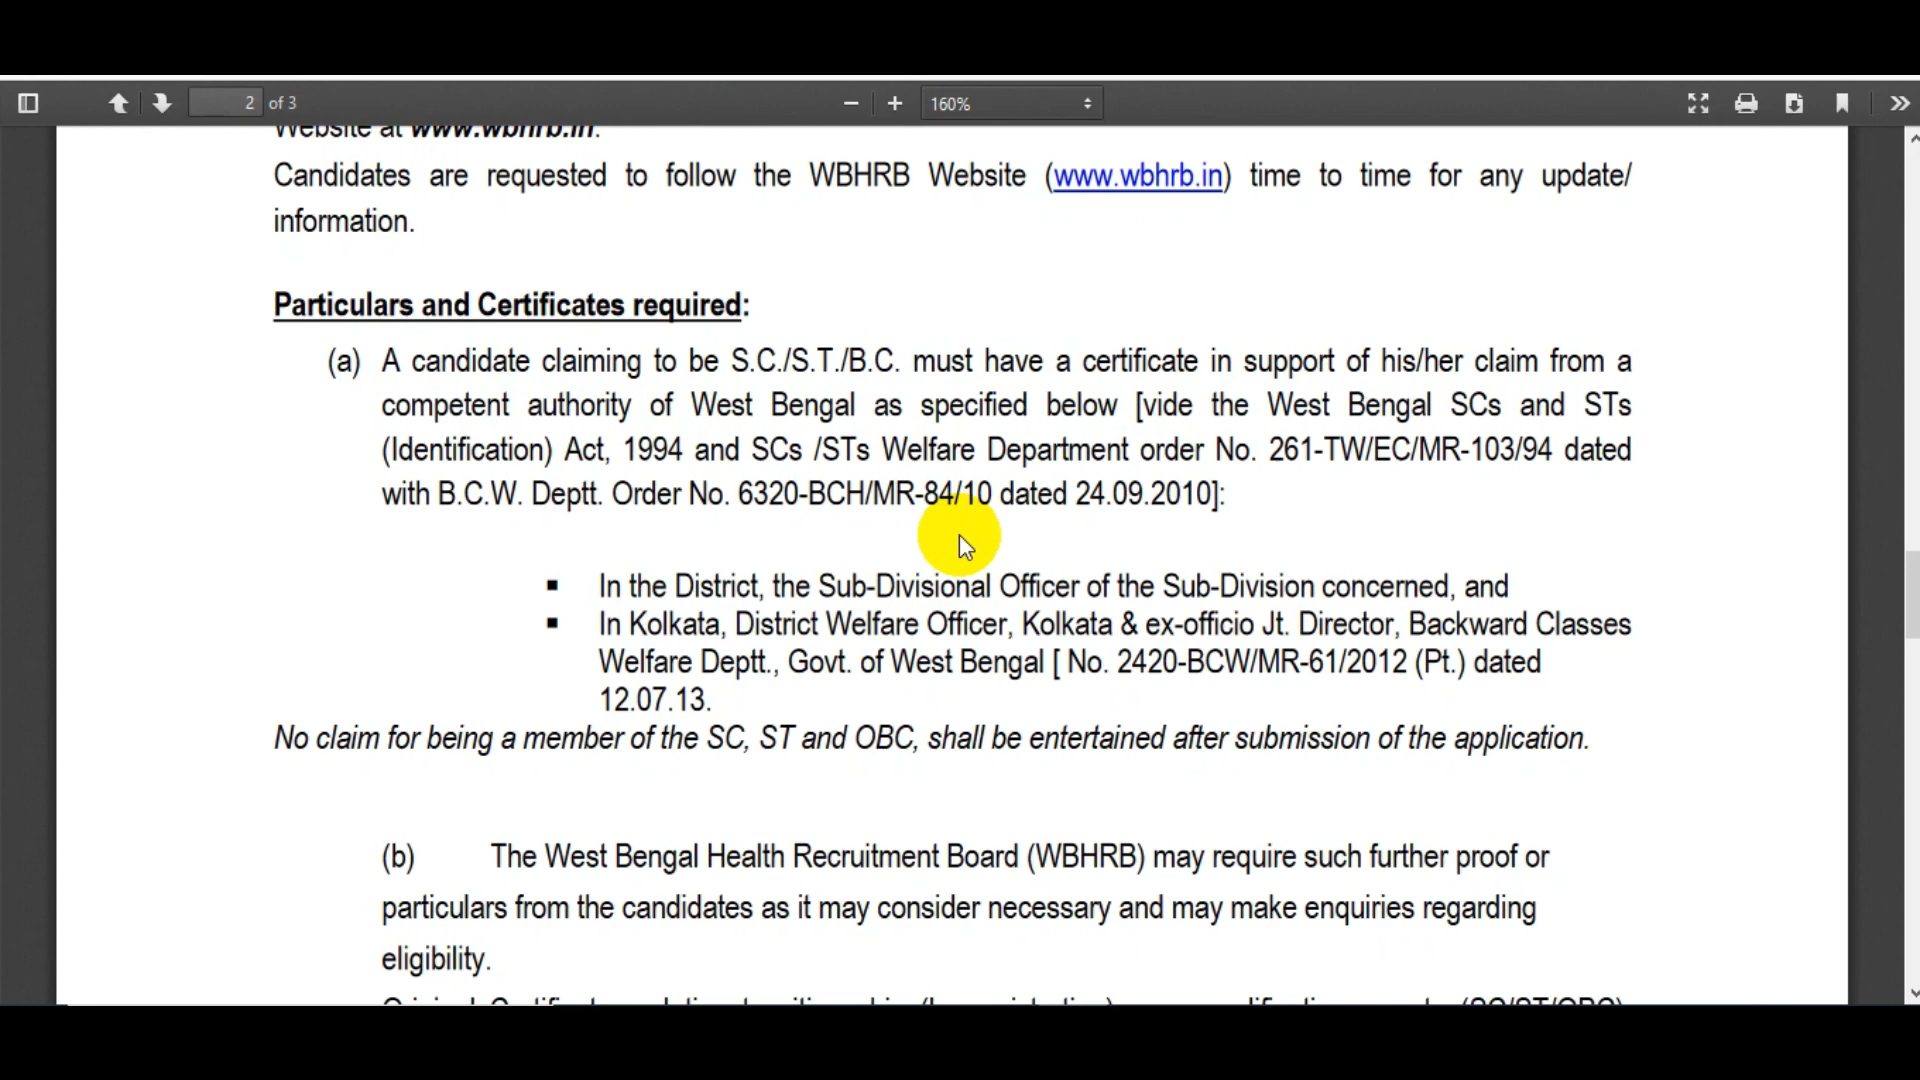 2 of 3
160%
Website at www.wbhrb.in.
Candidates are requested to follow the WBHRB Website (www.wbhrb.in) time to time for any update/
information.
Particulars and Certificates required:
(a) A candidate claiming to be S.C./S.T./B.C. must have a certificate in support of his/her claim from a
competent authority of West Bengal as specified below [vide the West Bengal SCs and STs
(Identification) Act, 1994 and SCs /STs Welfare Department order No. 261-TW/EC/MR-103/94 dated
with B.C.W. Deptt. Order No. 6320-BCH/MR-84/10 dated 24.09.2010]:
▪ In the District, the Sub-Divisional Officer of the Sub-Division concerned, and
▪ In Kolkata, District Welfare Officer, Kolkata & ex-officio Jt. Director, Backward Classes
Welfare Deptt., Govt. of West Bengal [ No. 2420-BCW/MR-61/2012 (Pt.) dated
12.07.13.
No claim for being a member of the SC, ST and OBC, shall be entertained after submission of the application.
(b) The West Bengal Health Recruitment Board (WBHRB) may require such further proof or
particulars from the candidates as it may consider necessary and may make enquiries regarding
eligibility.